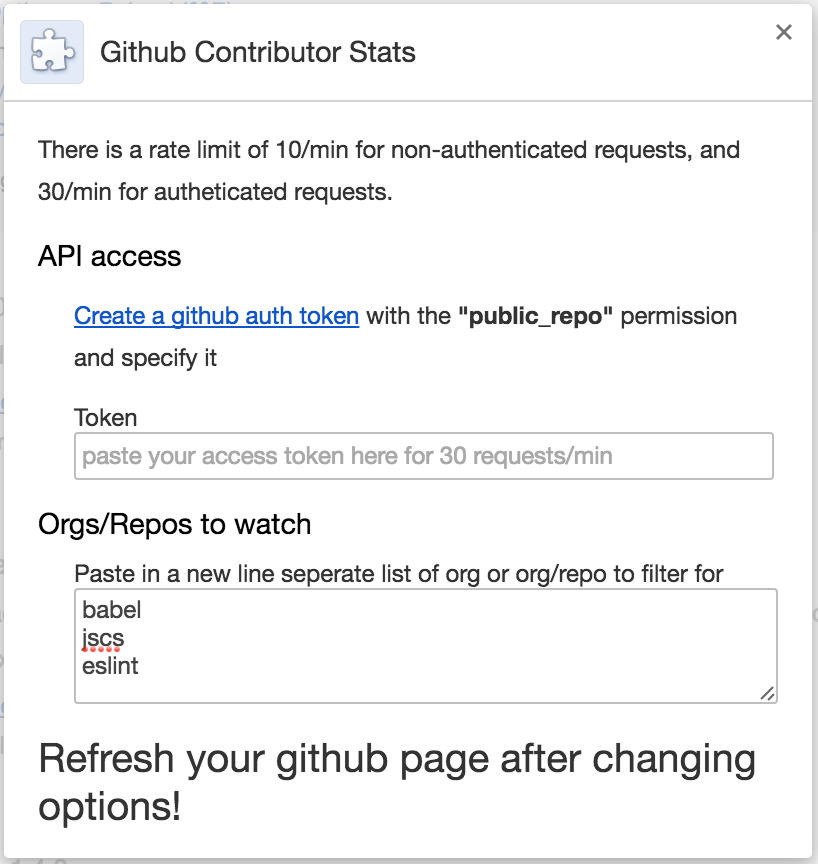 Github Contributor Stats
There is a rate limit of 10/min for non-authenticated requests, and
30/min for autheticated requests.
API access
Create a github auth token with the "public_repo" permission
and specify it
Token
paste your access token here for 30 requests/min
Orgs/Repos to watch
Paste in a new line seperate list of org or org/repo to filter for
babel
jscs
eslint
Refresh your github page after changing
options!